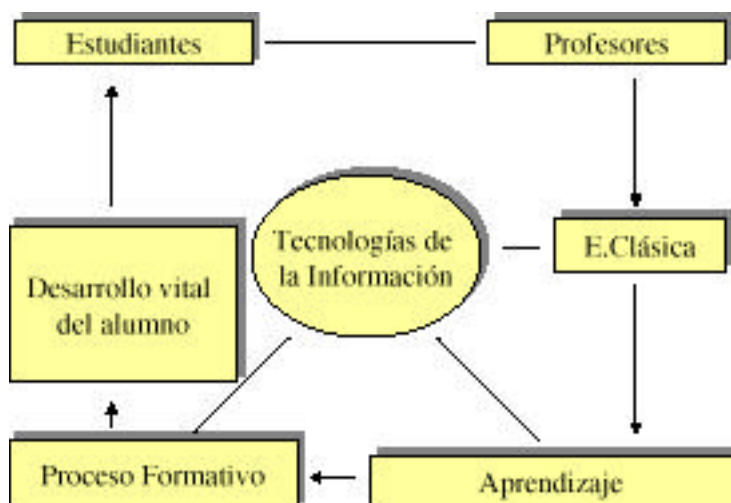 Estudiantes
Profesores
Tecnologías de
la Información
E.Clásica
Desarrollo vital
del alumno
Proceso Formativo
Aprendizaje